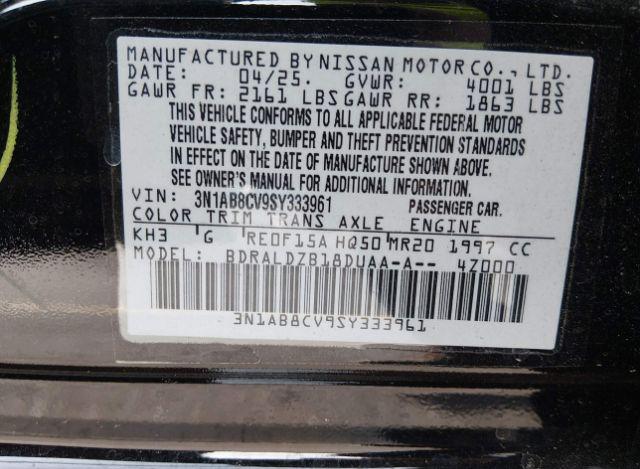 MANUFACTURED BY NISSAN MOTOR CO., LTD.
DATE: 04/25. GVWR: 4001 LBS
GAWR FR: 2161 LBS GAWR RR: 1863 LBS
THIS VEHICLE CONFORMS TO ALL APPLICABLE FEDERAL MOTOR
VEHICLE SAFETY, BUMPER AND THEFT PREVENTION STANDARDS
IN EFFECT ON THE DATE OF MANUFACTURE SHOWN ABOVE.
SEE OWNER'S MANUAL FOR ADDITIONAL INFORMATION.
VIN: 3N1AB8CV9SY333961 PASSENGER CAR.
COLOR TRIM TRANS AXLE ENGINE
KH3 G RE0F15A HQ50 MR20 1997 CC
MODEL: BDRALDZB18DUAA-A-- 4Z000
3N1AB8CV9SY333961